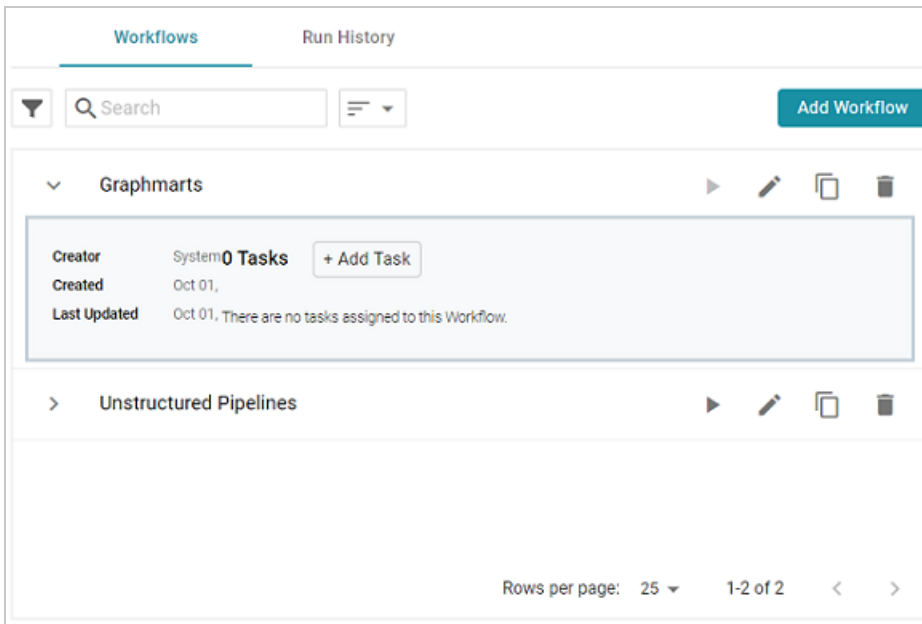 Workflows Run History
Search Add Workflow
Graphmarts
Creator System 0 Tasks + Add Task
Created Oct 01,
Last Updated Oct 01, There are no tasks assigned to this Workflow.
Unstructured Pipelines
Rows per page: 25 1-2 of 2